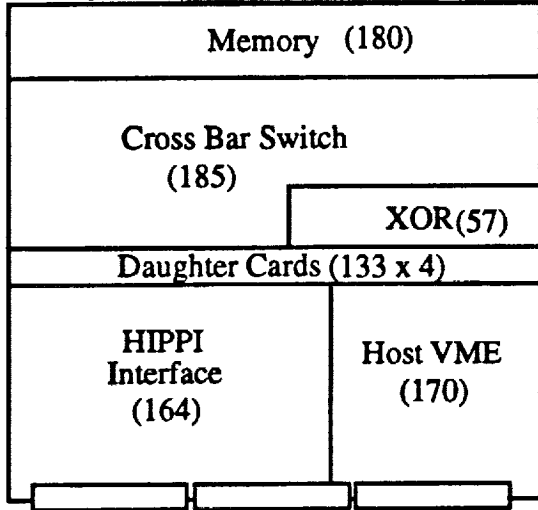 Memory (180)
Cross Bar Switch
(185)
XOR(57)
Daughter Cards (133 x 4)
HIPPI
Interface
(164)
Host VME
(170)